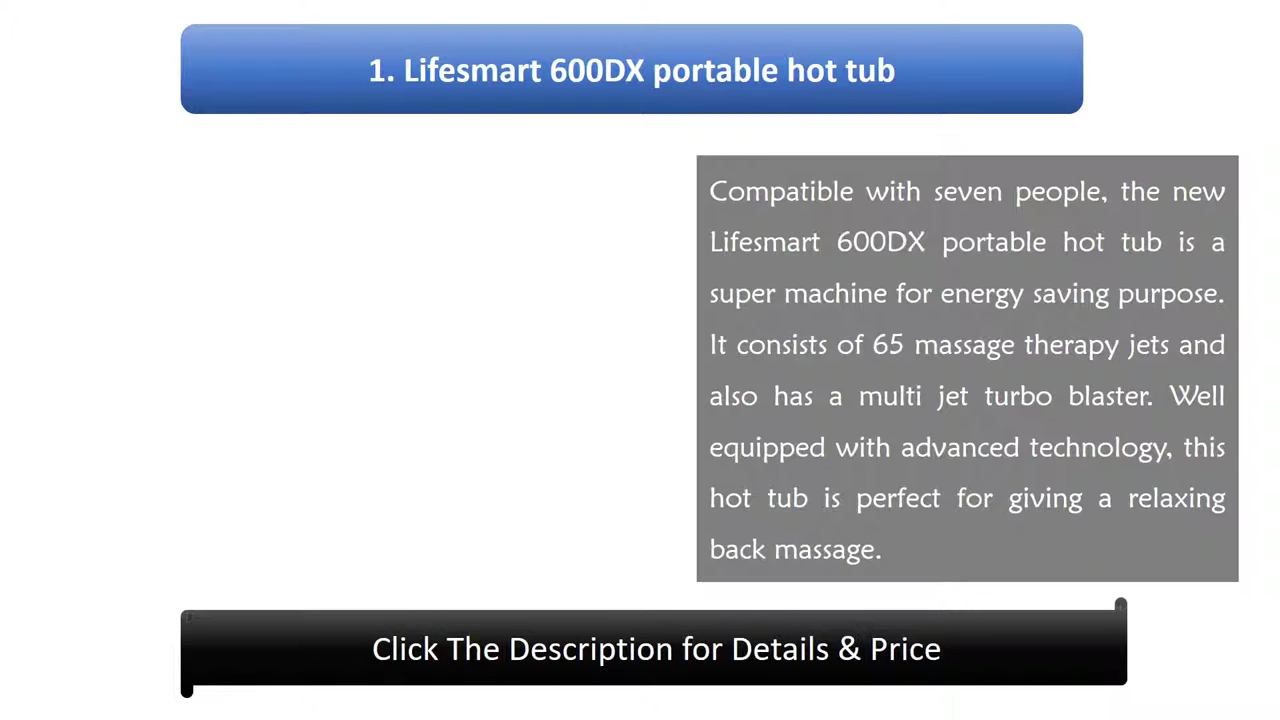 1. Lifesmart 600DX portable hot tub
Compatible with seven people, the new
Lifesmart 600DX portable hot tub is a
super machine for energy saving purpose.
It consists of 65 massage therapy jets and
also has a multi jet turbo blaster. Well
equipped with advanced technology, this
hot tub is perfect for giving a relaxing
back massage.
Click The Description for Details & Price